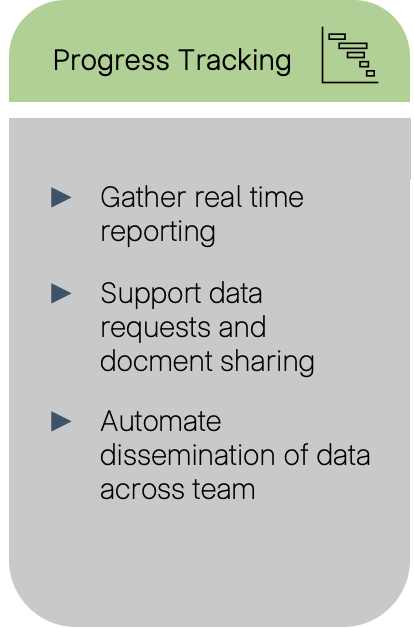 Progress Tracking
► Gather real time
reporting
► Support data
requests and
docment sharing
► Automate
dissemination of data
across team